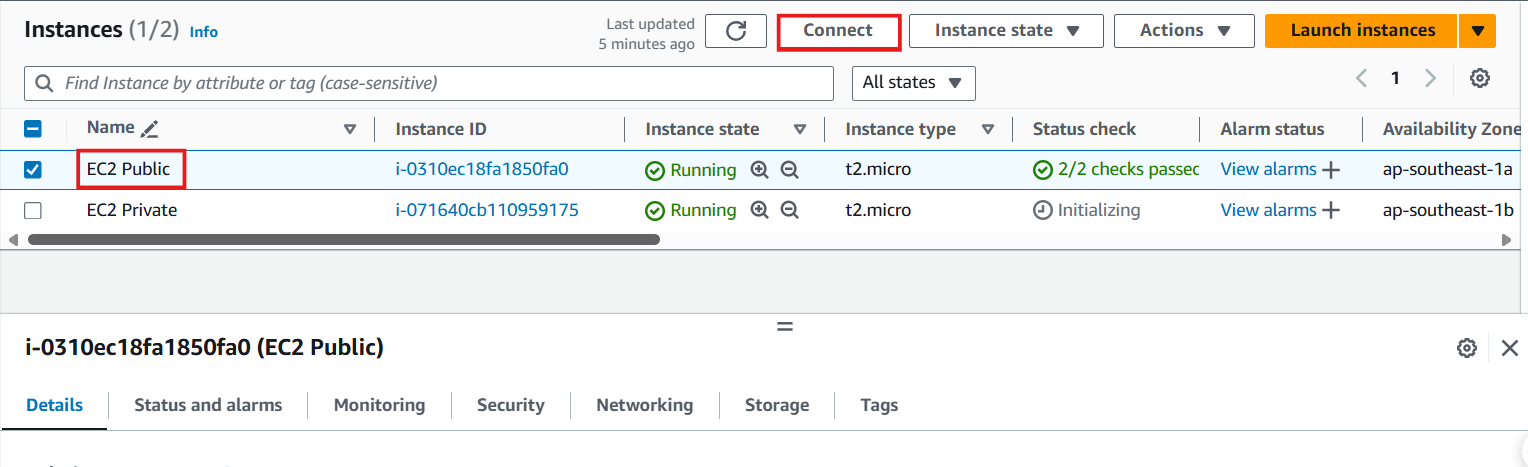 Instances (1/2) Info
Last updated
5 minutes ago
Connect
Instance state
Actions
Launch instances
Find Instance by attribute or tag (case-sensitive)
All states
1
Name Instance ID Instance state Instance type Status check Alarm status Availability Zone
EC2 Public i-0310ec18fa1850fa0 Running t2.micro 2/2 checks passec View alarms ap-southeast-1a
EC2 Private i-071640cb110959175 Running t2.micro Initializing View alarms ap-southeast-1b
i-0310ec18fa1850fa0 (EC2 Public)
Details Status and alarms Monitoring Security Networking Storage Tags